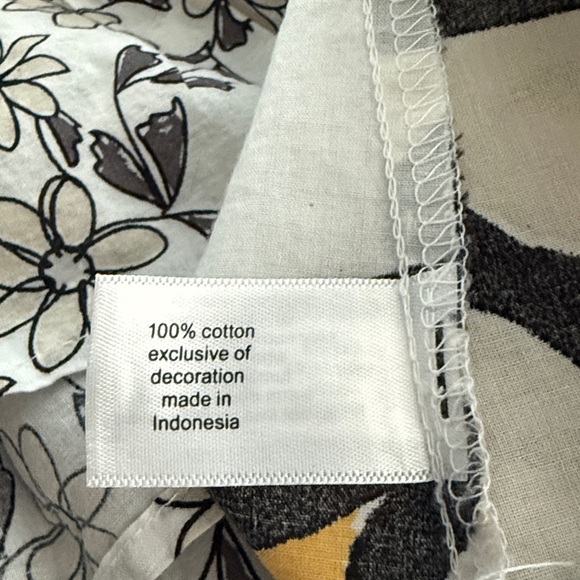 100% cotton
exclusive of
decoration
made in
Indonesia